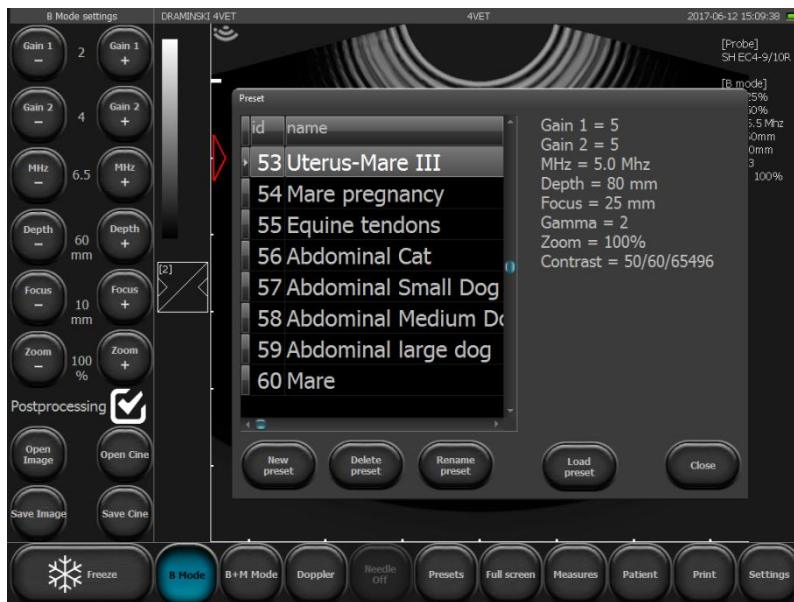 B Mode settings
DRAMINSKI 4VET
4VET
2017-06-12 15:09:38
Gain 1
-
2
Gain 1
+
Gain 2
-
4
Gain 2
+
MHz
-
6.5
MHz
+
Depth
-
60
mm
Depth
+
Focus
-
10
mm
Focus
+
Zoom
-
100
%
Zoom
+
Postprocessing
Open
Image
Open Cine
Save Image
Save Cine
[2]
[Probe]
SH EC4-9/10R
[B mode]
100%
Preset
id name
53 Uterus-Mare III
54 Mare pregnancy
55 Equine tendons
56 Abdominal Cat
57 Abdominal Small Dog
58 Abdominal Medium
59 Abdominal large dog
60 Mare
Gain 1 = 5
Gain 2 = 5
MHz = 5.0 Mhz
Depth = 80 mm
Focus = 25 mm
Gamma = 2
Zoom = 100%
Contrast = 50/60/65496
New
preset
Delete
preset
Rename
preset
Load
preset
Close
Freeze
B Mode
B+M Mode
Doppler
Needle
Off
Presets
Full screen
Measures
Patient
Print
Settings